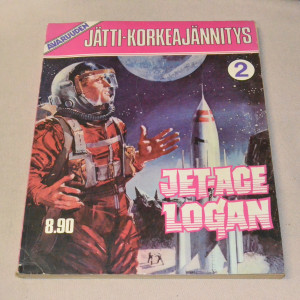 AVARUUDEN
JÄTTI-KORKEAJÄNNITYS
2
JET-ACE
LOGAN
8.90